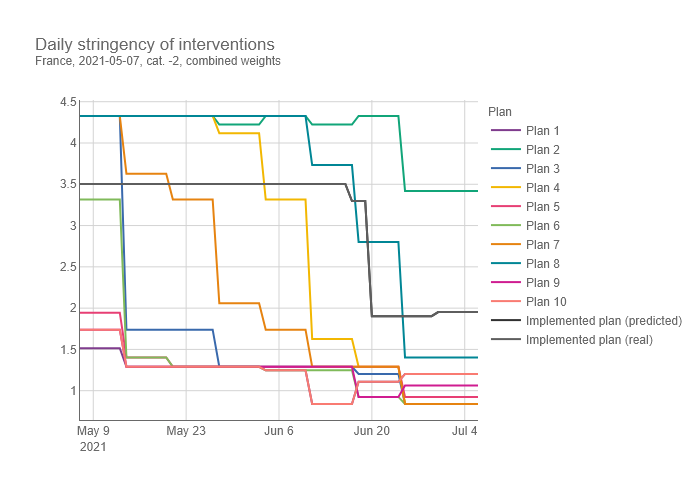 Daily stringency of interventions
France, 2021-05-07, cat. -2, combined weights
4.5
4
3.5
3
2.5
2
1.5
1
May 9
2021
May 23
Jun 6
Jun 20
Jul 4
Plan
Plan 1
Plan 2
Plan 3
Plan 4
Plan 5
Plan 6
Plan 7
Plan 8
Plan 9
Plan 10
Implemented plan (predicted)
Implemented plan (real)